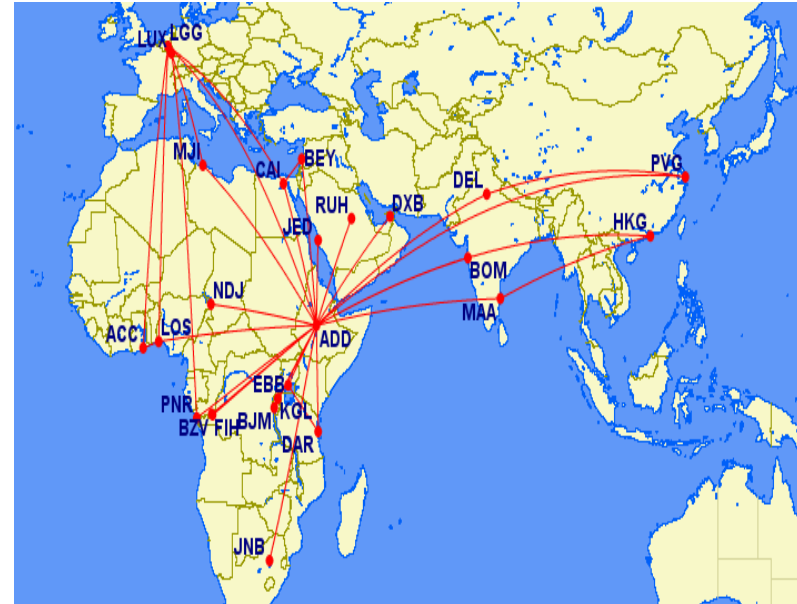 LUX LGG
MJI
CAI
BEY
PVG
DEL
RUH
DXB
JED
HKG
BOM
NDJ
MAA
ACC
LOS
ADD
EBB
PNR
KGL
BZV
FIH
BJM
DAR
JNB